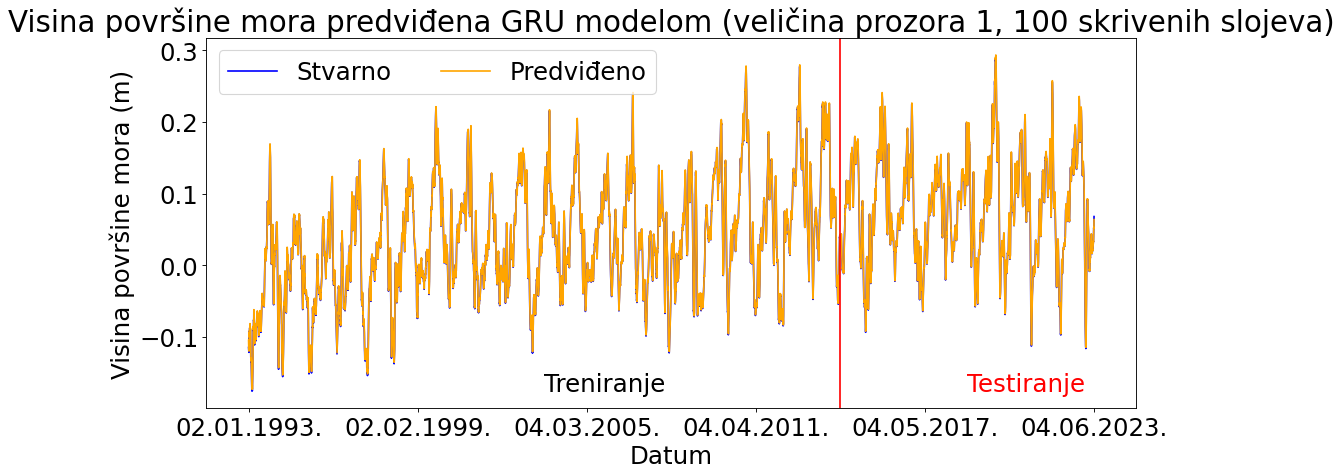 Visina površine mora predviđena GRU modelom (veličina prozora 1, 100 skrivenih slojeva)
Stvarno Predviđeno
Visina površine mora (m)
0.3
0.2
0.1
0.0
−0.1
Treniranje Testiranje
02.01.1993. 02.02.1999. 04.03.2005. 04.04.2011. 04.05.2017. 04.06.2023.
Datum